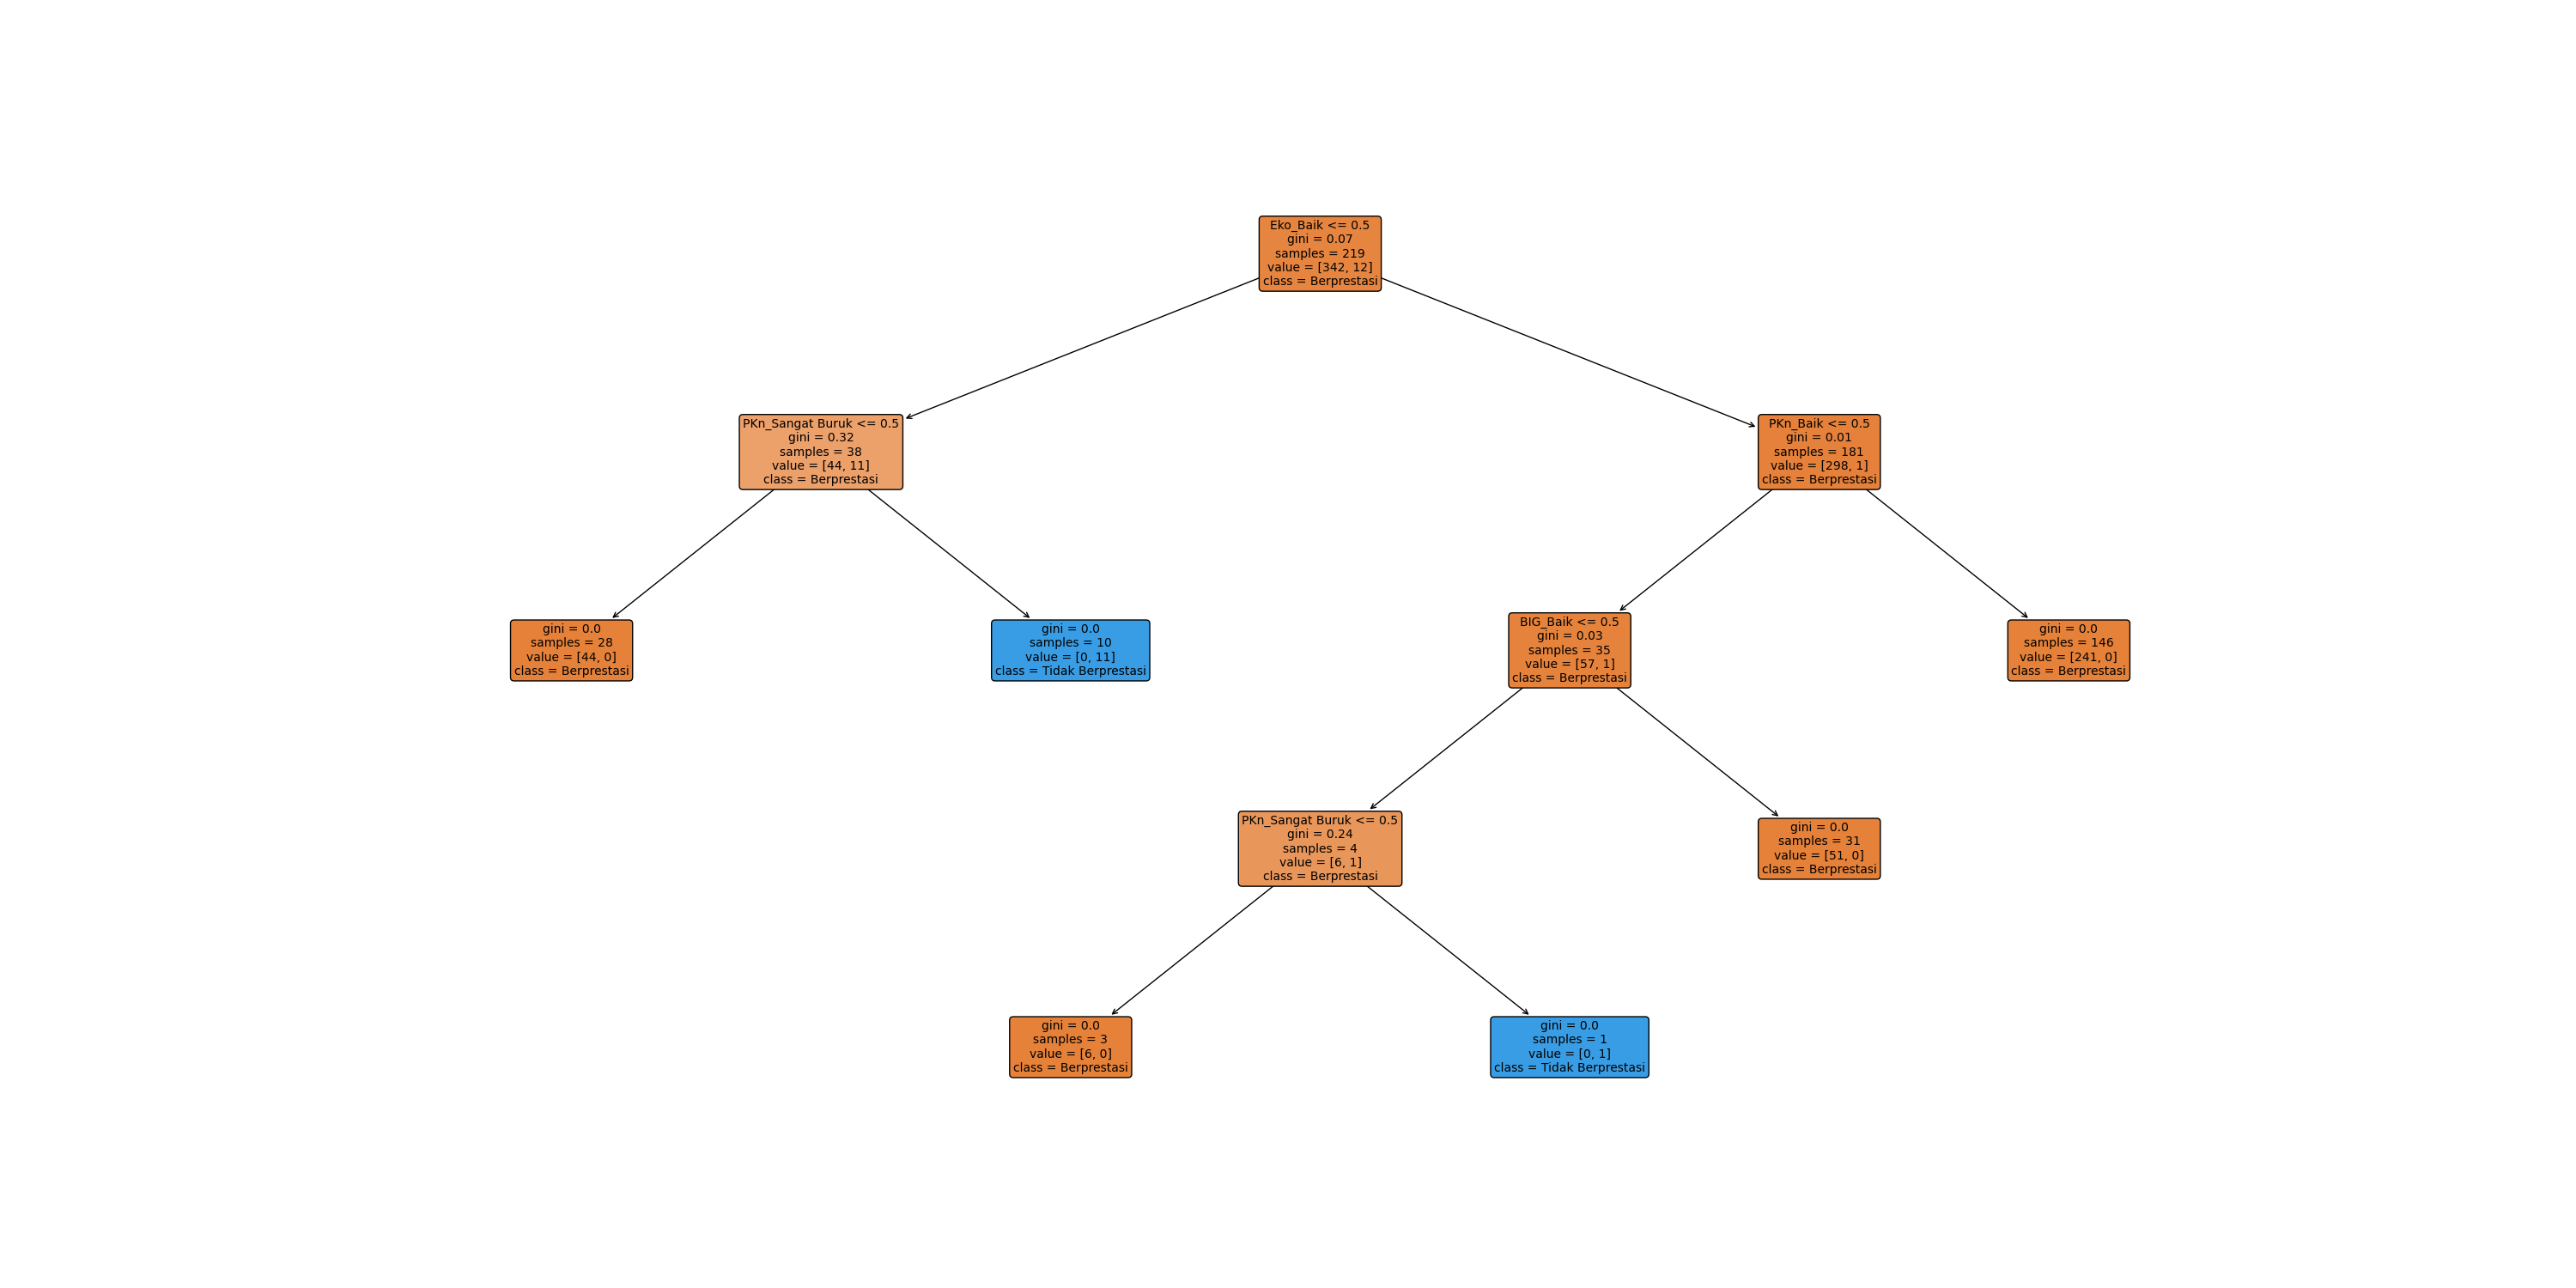 Eko_Baik <= 0.5
gini = 0.07
samples = 219
value = [342, 12]
class = Berprestasi
PKn_Sangat Buruk <= 0.5
gini = 0.32
samples = 38
value = [44, 11]
class = Berprestasi
PKn_Baik <= 0.5
gini = 0.01
samples = 181
value = [298, 1]
class = Berprestasi
gini = 0.0
samples = 28
value = [44, 0]
class = Berprestasi
gini = 0.0
samples = 10
value = [0, 11]
class = Tidak Berprestasi
BIG_Baik <= 0.5
gini = 0.03
samples = 35
value = [57, 1]
class = Berprestasi
gini = 0.0
samples = 146
value = [241, 0]
class = Berprestasi
PKn_Sangat Buruk <= 0.5
gini = 0.24
samples = 4
value = [6, 1]
class = Berprestasi
gini = 0.0
samples = 31
value = [51, 0]
class = Berprestasi
gini = 0.0
samples = 3
value = [6, 0]
class = Berprestasi
gini = 0.0
samples = 1
value = [0, 1]
class = Tidak Berprestasi